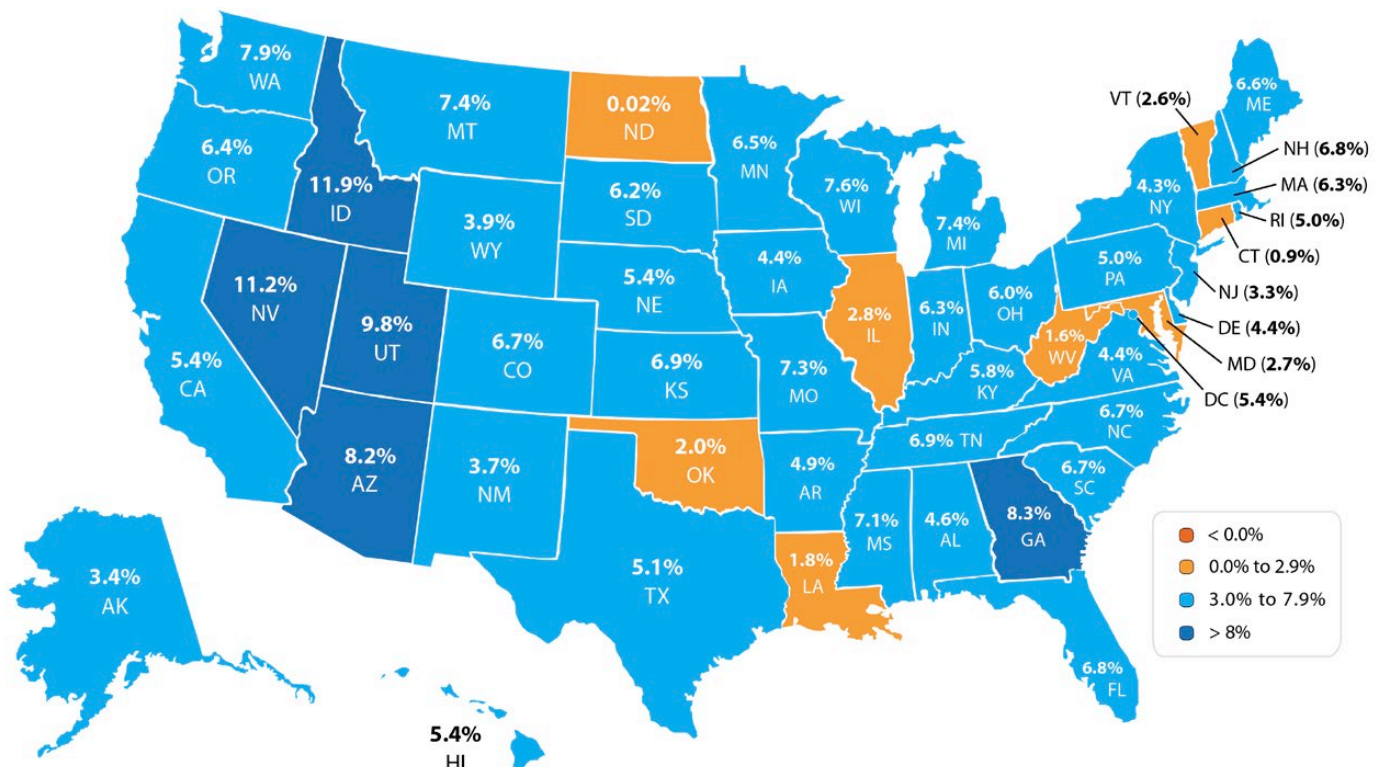 7.9%
WA
6.4%
OR
11.9%
ID
7.4%
MT
0.02%
ND
6.5%
MN
6.2%
SD
3.9%
WY
5.4%
NE
4.4%
IA
7.6%
WI
7.4%
MI
11.2%
NV
9.8%
UT
6.7%
CO
6.9%
KS
7.3%
MO
2.8%
IL
6.3%
IN
6.0%
OH
5.8%
KY
1.6%
WV
4.4%
VA
5.0%
PA
4.3%
NY
6.6%
ME
VT (2.6%)
NH (6.8%)
MA (6.3%)
RI (5.0%)
CT (0.9%)
NJ (3.3%)
DE (4.4%)
MD (2.7%)
DC (5.4%)
5.4%
CA
8.2%
AZ
3.7%
NM
2.0%
OK
4.9%
AR
6.9% TN
6.7%
NC
6.7%
SC
5.1%
TX
1.8%
LA
7.1%
MS
4.6%
AL
8.3%
GA
6.8%
FL
3.4%
AK
5.4%
HI
< 0.0%
0.0% to 2.9%
3.0% to 7.9%
> 8%